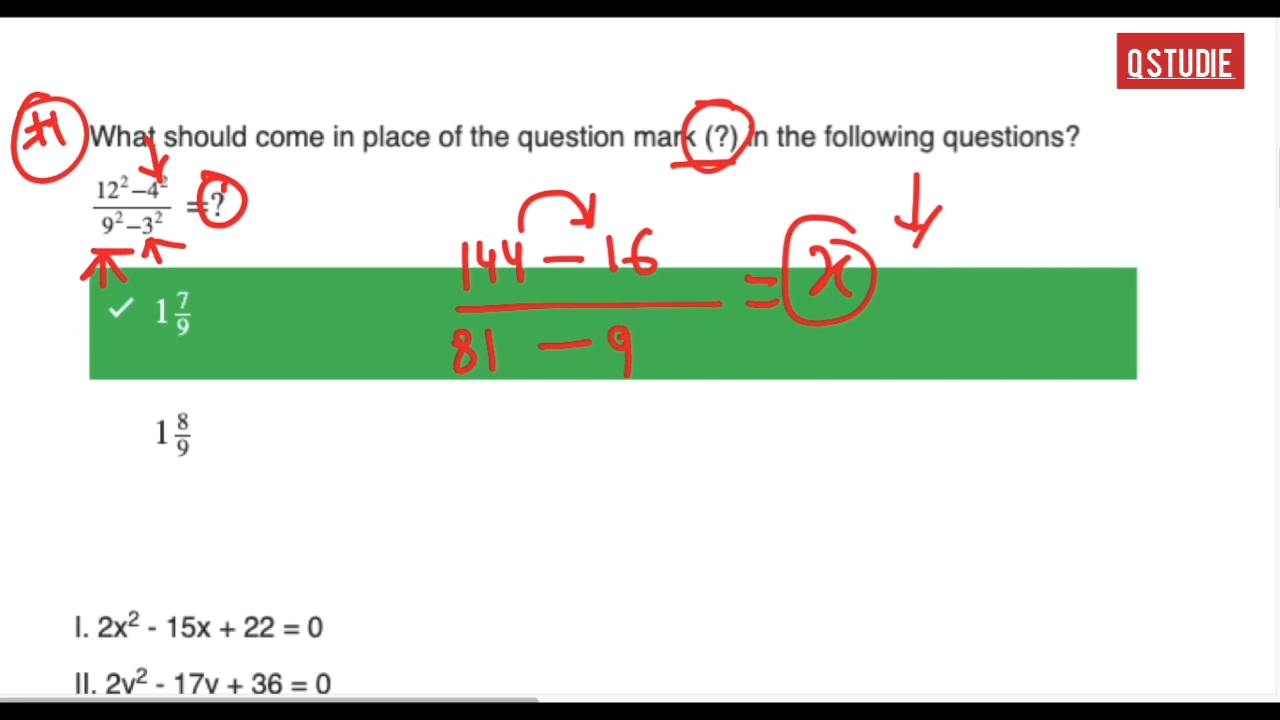 QSTUDIE
What should come in place of the question mark (?) in the following questions?
12² – 4² / 9² – 3² = ?
144 – 16 / 81 – 9 = x
✓ 1 7/9
1 8/9
I. 2x² - 15x + 22 = 0
II. 2y² - 17y + 36 = 0